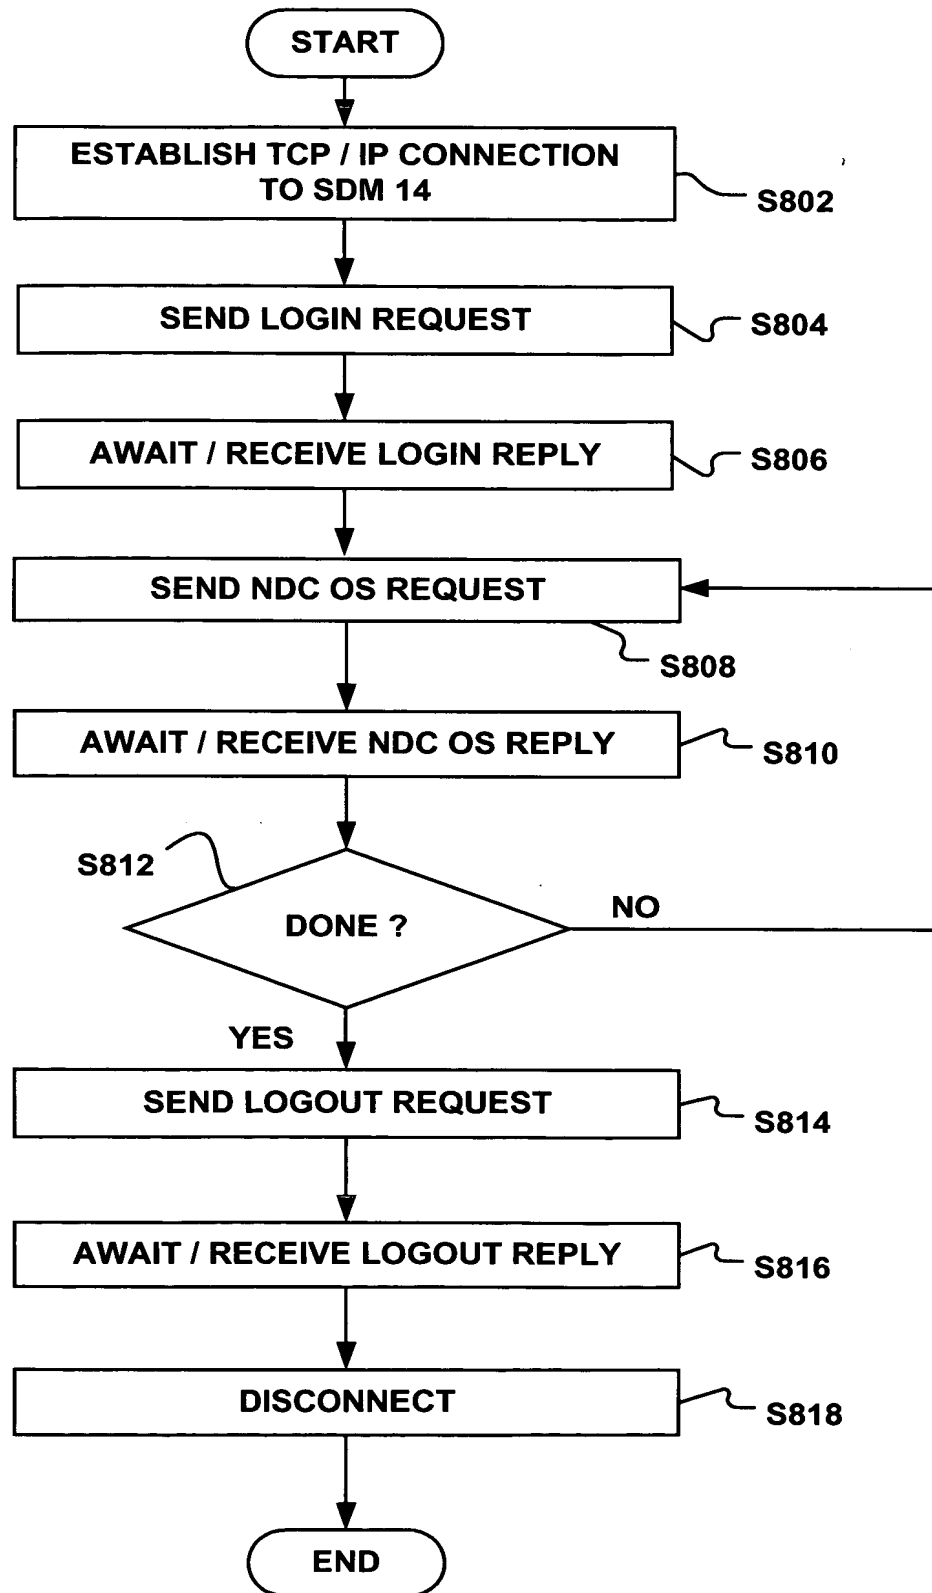 START
ESTABLISH TCP / IP CONNECTION
TO SDM 14
S802
SEND LOGIN REQUEST
S804
AWAIT / RECEIVE LOGIN REPLY
S806
SEND NDC OS REQUEST
S808
AWAIT / RECEIVE NDC OS REPLY
S810
S812
DONE ?
NO
YES
SEND LOGOUT REQUEST
S814
AWAIT / RECEIVE LOGOUT REPLY
S816
DISCONNECT
S818
END